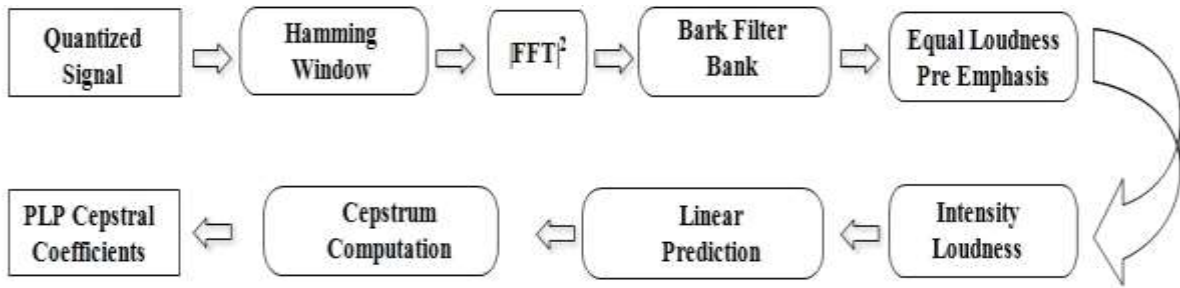 Quantized
Signal
Hamming
Window
|FFT|²
Bark Filter
Bank
Equal Loudness
Pre Emphasis
Intensity
Loudness
Linear
Prediction
Cepstrum
Computation
PLP Cepstral
Coefficients